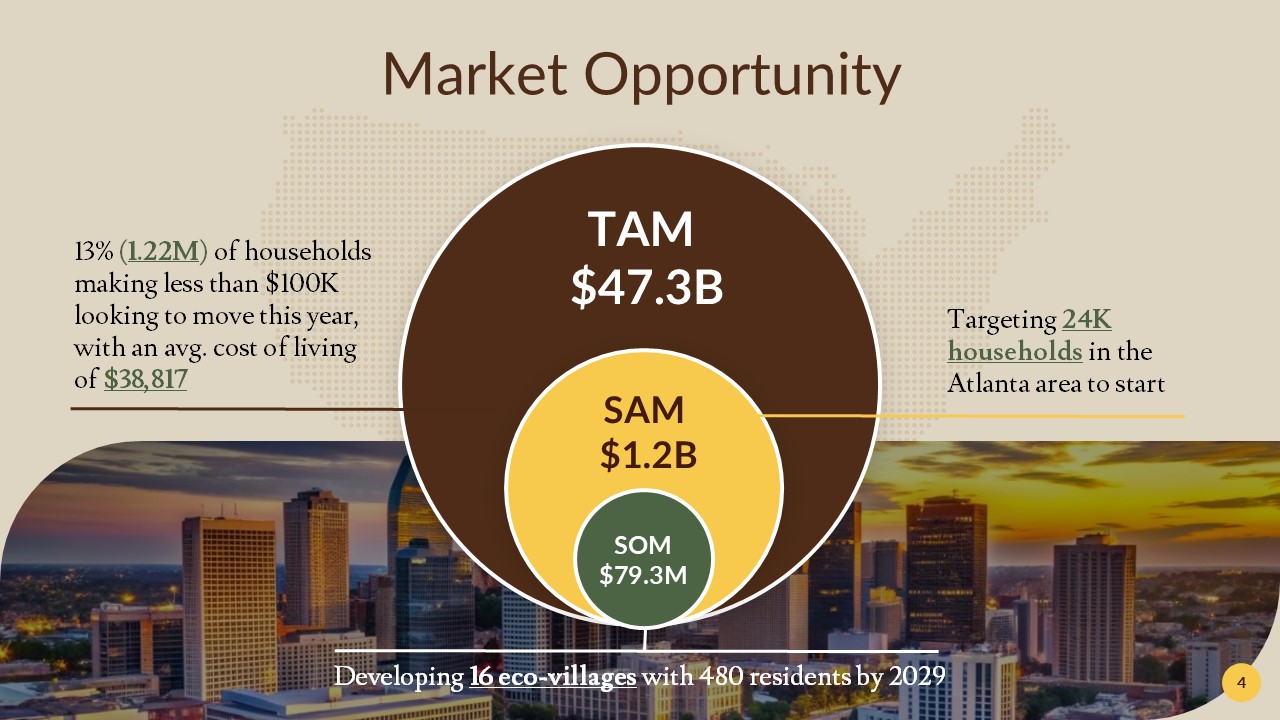 Market Opportunity
13% (1.22M) of households
making less than $100K
looking to move this year,
with an avg. cost of living
of $38,817
TAM
$47.3B
Targeting 24K
households in the
Atlanta area to start
SAM
$1.2B
SOM
$79.3M
Developing 16 eco-villages with 480 residents by 2029
4